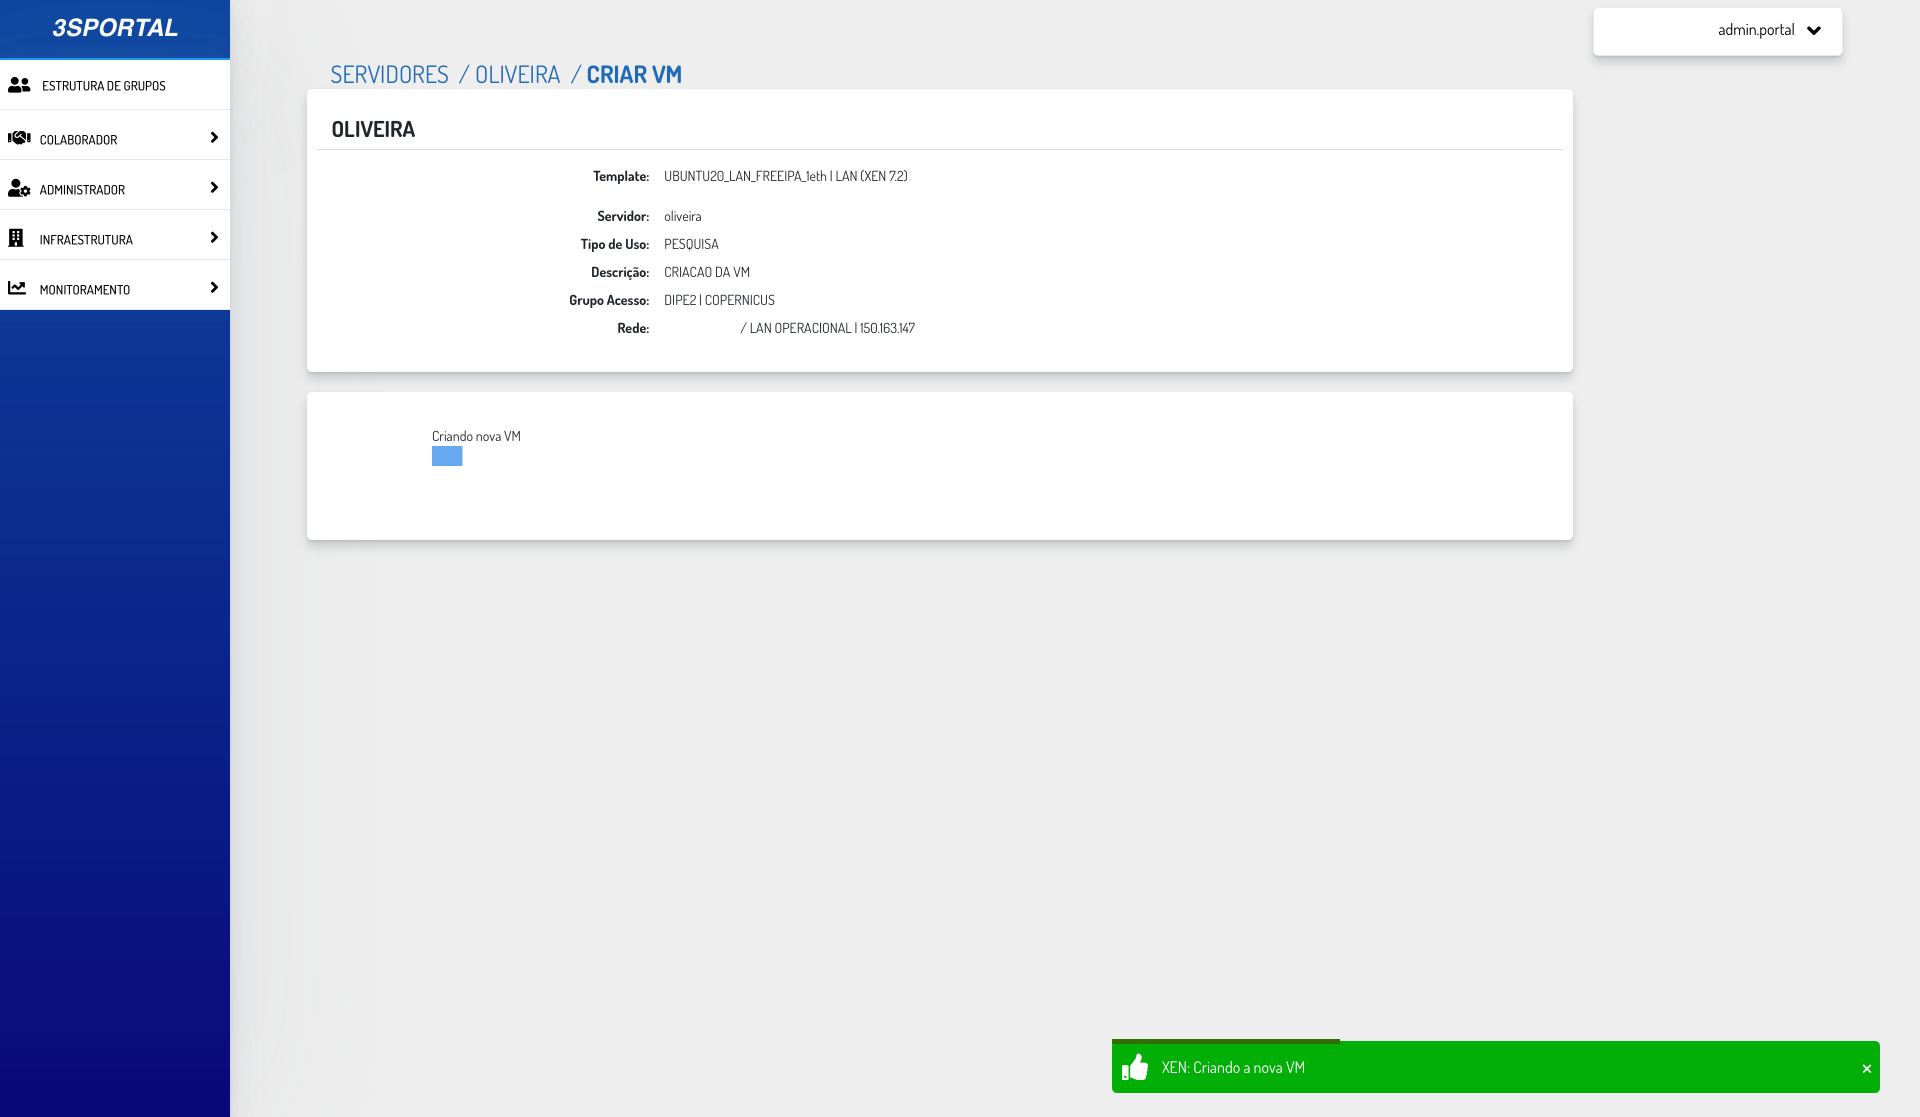 3SPORTAL
admin.portal
ESTRUTURA DE GRUPOS
COLABORADOR
ADMINISTRADOR
INFRAESTRUTURA
MONITORAMENTO
SERVIDORES / OLIVEIRA / CRIAR VM
OLIVEIRA
Template: UBUNTU20_LAN_FREEIPA_1eth | LAN (XEN 7.2)
Servidor: oliveira
Tipo de Uso: PESQUISA
Descrição: CRIACAO DA VM
Grupo Acesso: DIPE2 | COPERNICUS
Rede: / LAN OPERACIONAL | 150.163.147
Criando nova VM
XEN: Criando a nova VM
×